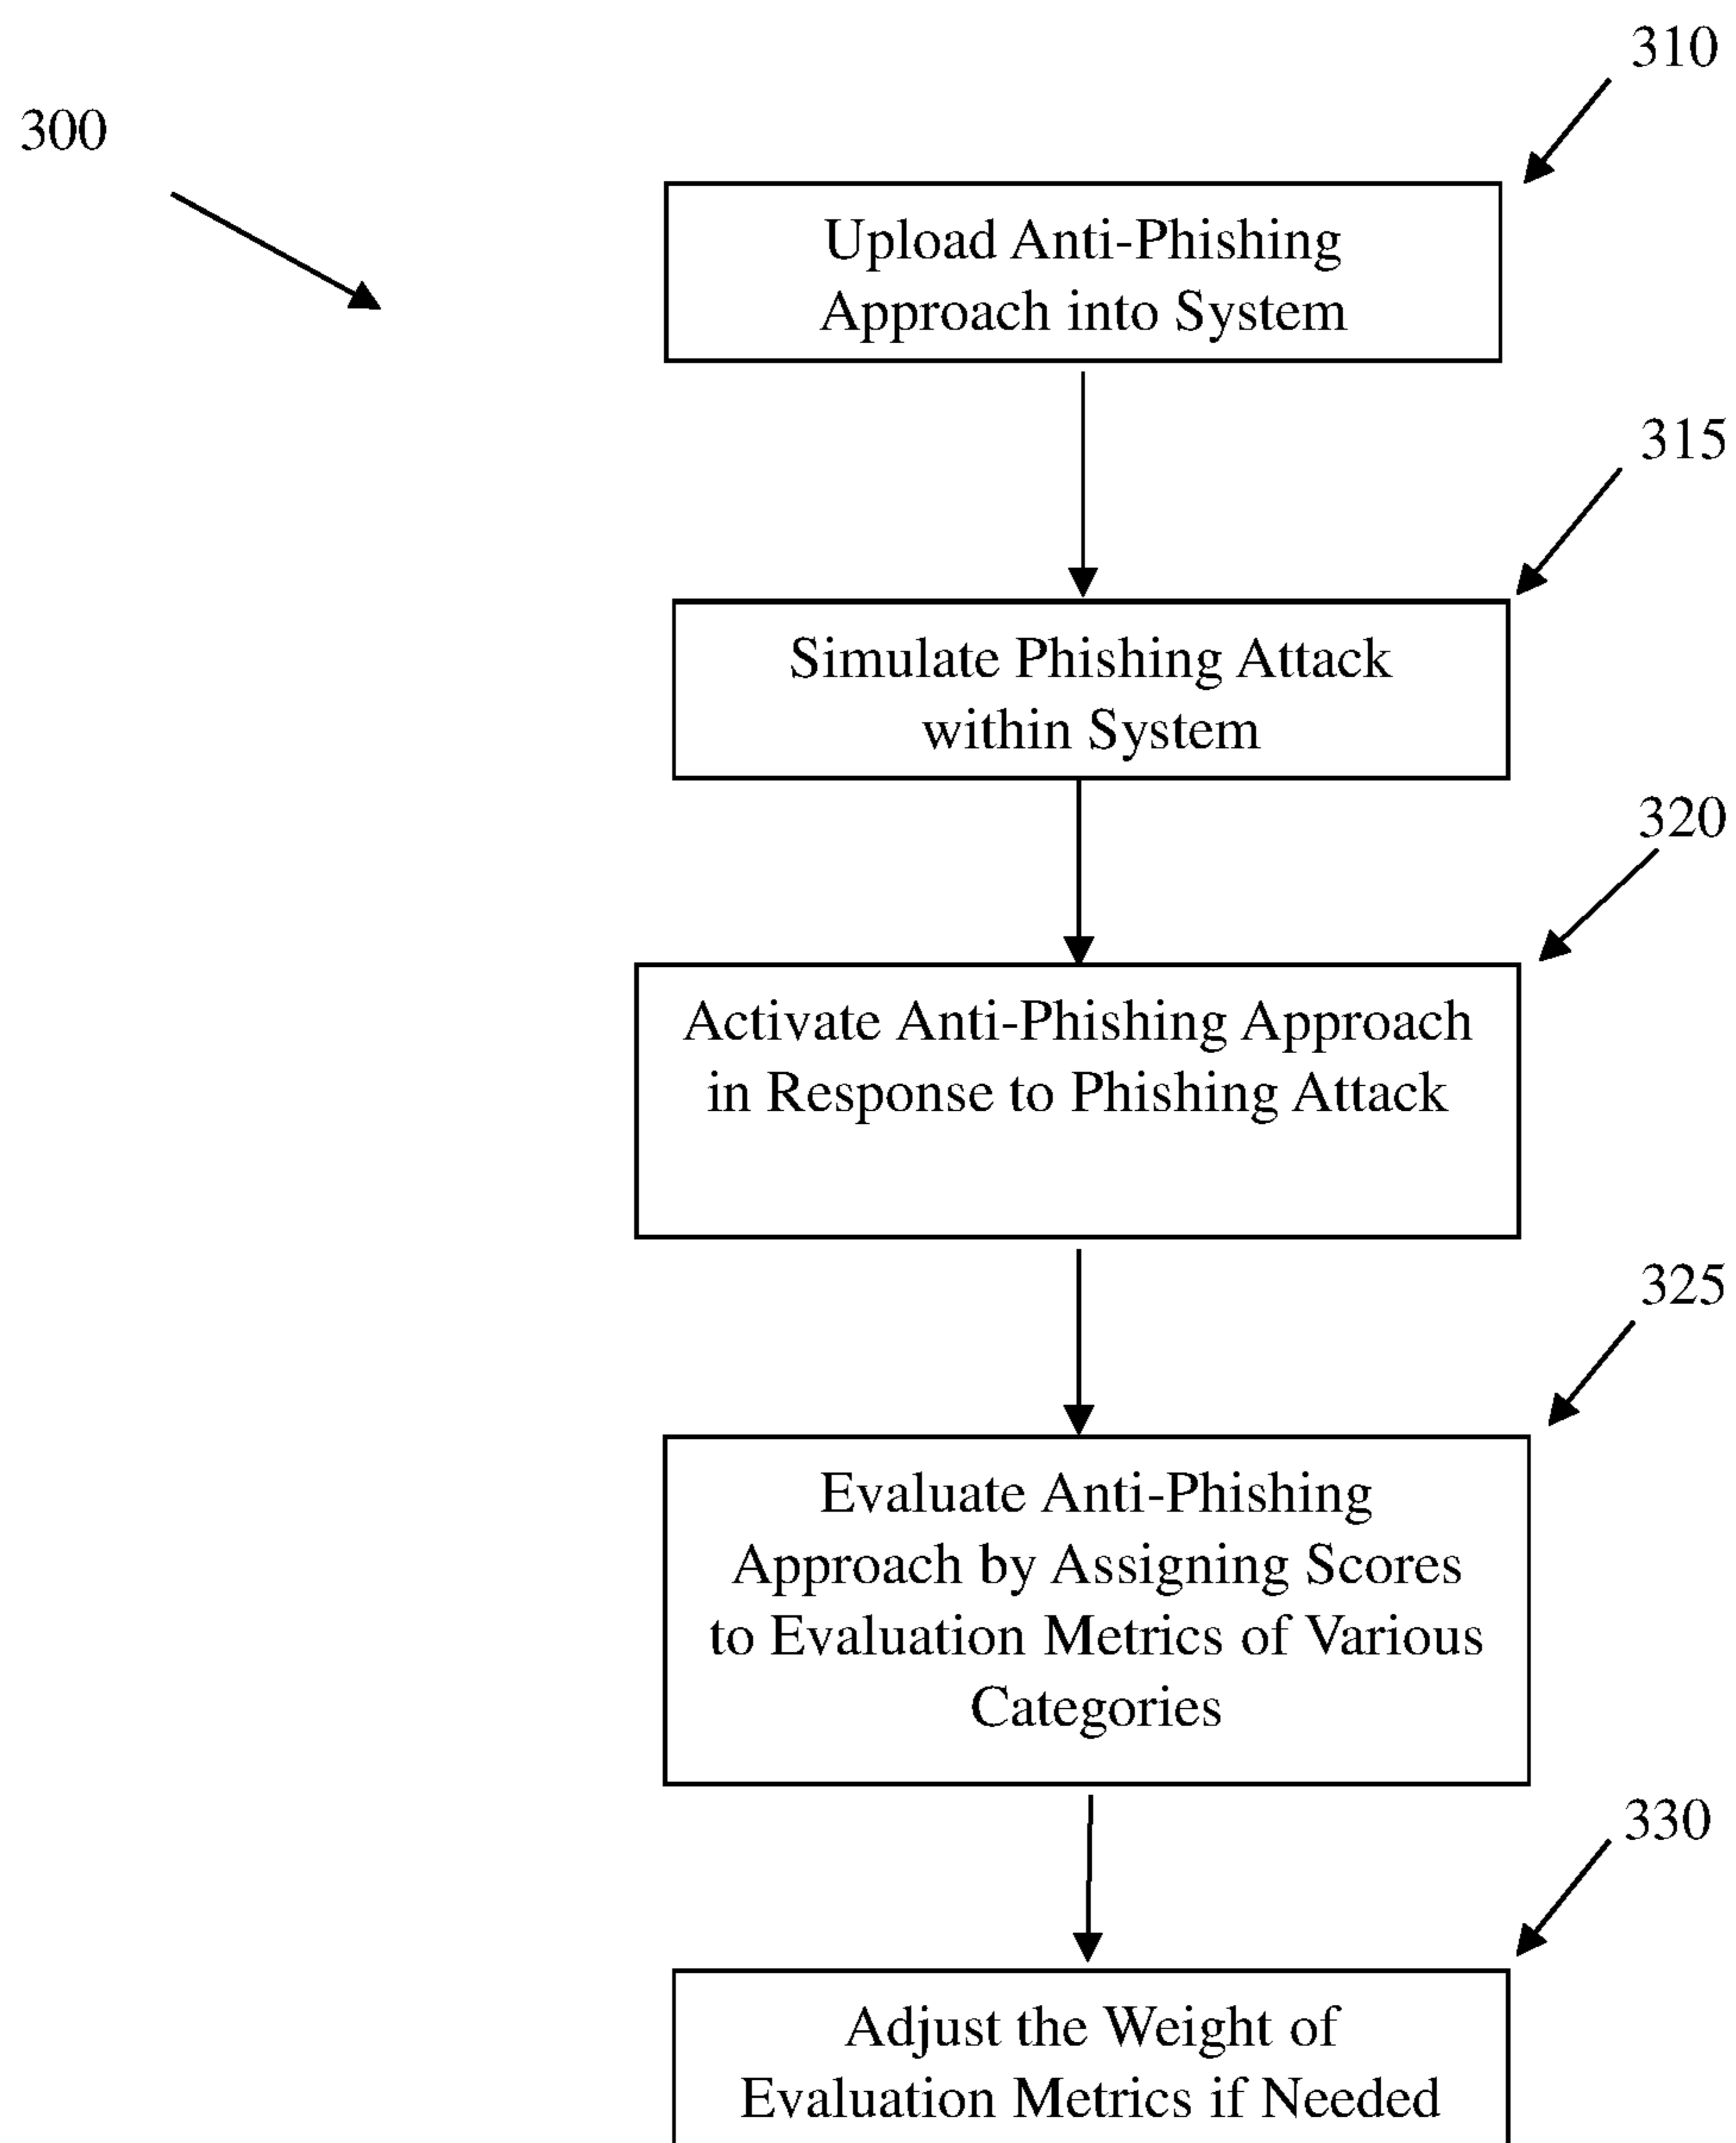 310
300
Upload Anti-Phishing
Approach into System
315
Simulate Phishing Attack
within System
320
Activate Anti-Phishing Approach
in Response to Phishing Attack
325
Evaluate Anti-Phishing
Approach by Assigning Scores
to Evaluation Metrics of Various
Categories
330
Adjust the Weight of
Evaluation Metrics if Needed